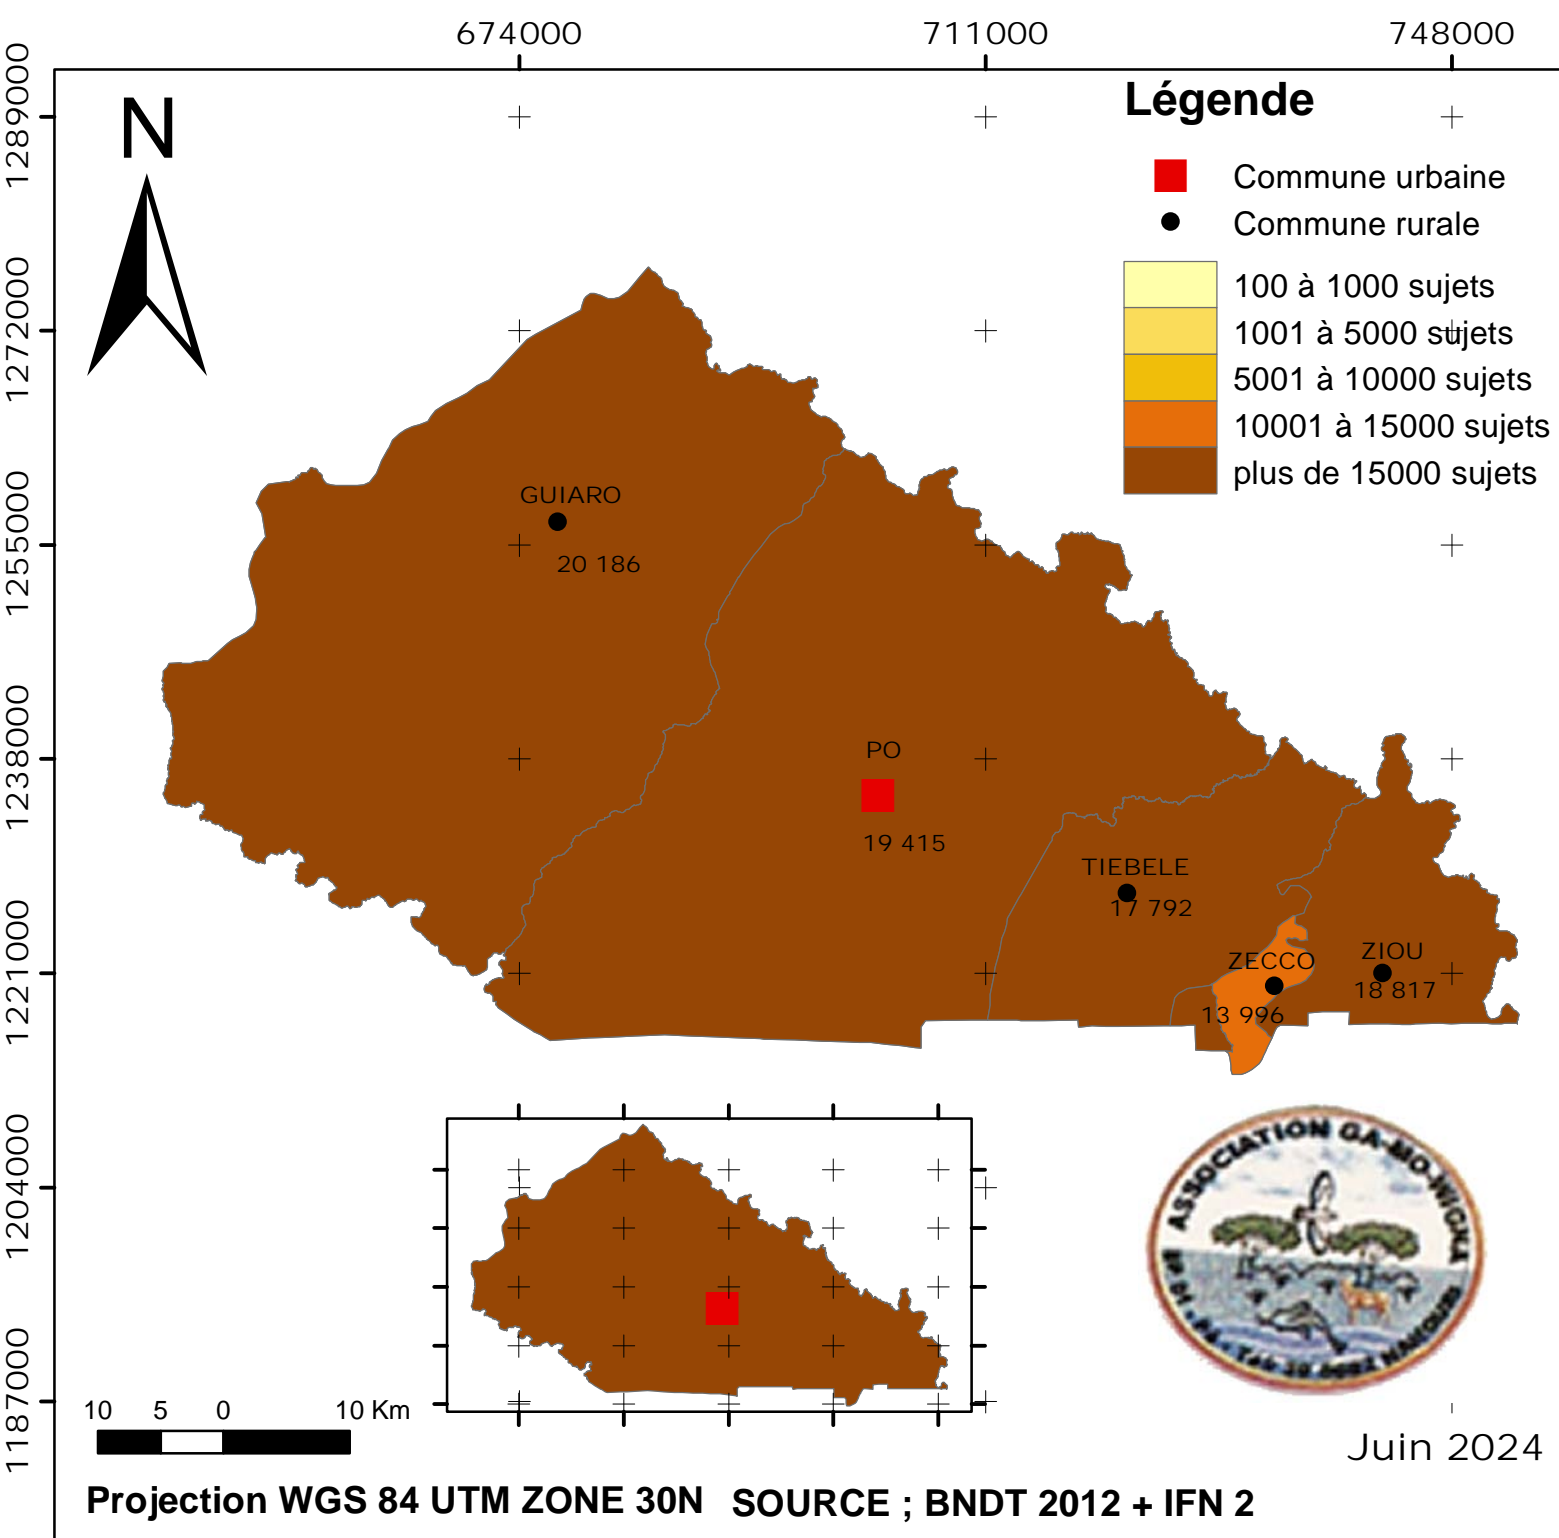 674000 711000 748000
1289000
1272000
1255000
1238000
1221000
1204000
1187000
N
Légende
Commune urbaine
Commune rurale
100 à 1000 sujets
1001 à 5000 sujets
5001 à 10000 sujets
10001 à 15000 sujets
plus de 15000 sujets
GUIARO
20 186
PO
19 415
TIEBELE
17 792
ZECCO
13 996
ZIOU
18 817
ASSOCIATION GA-MO-WIGNA
NAHOURI
10 5 0 10 Km
Juin 2024
Projection WGS 84 UTM ZONE 30N SOURCE ; BNDT 2012 + IFN 2